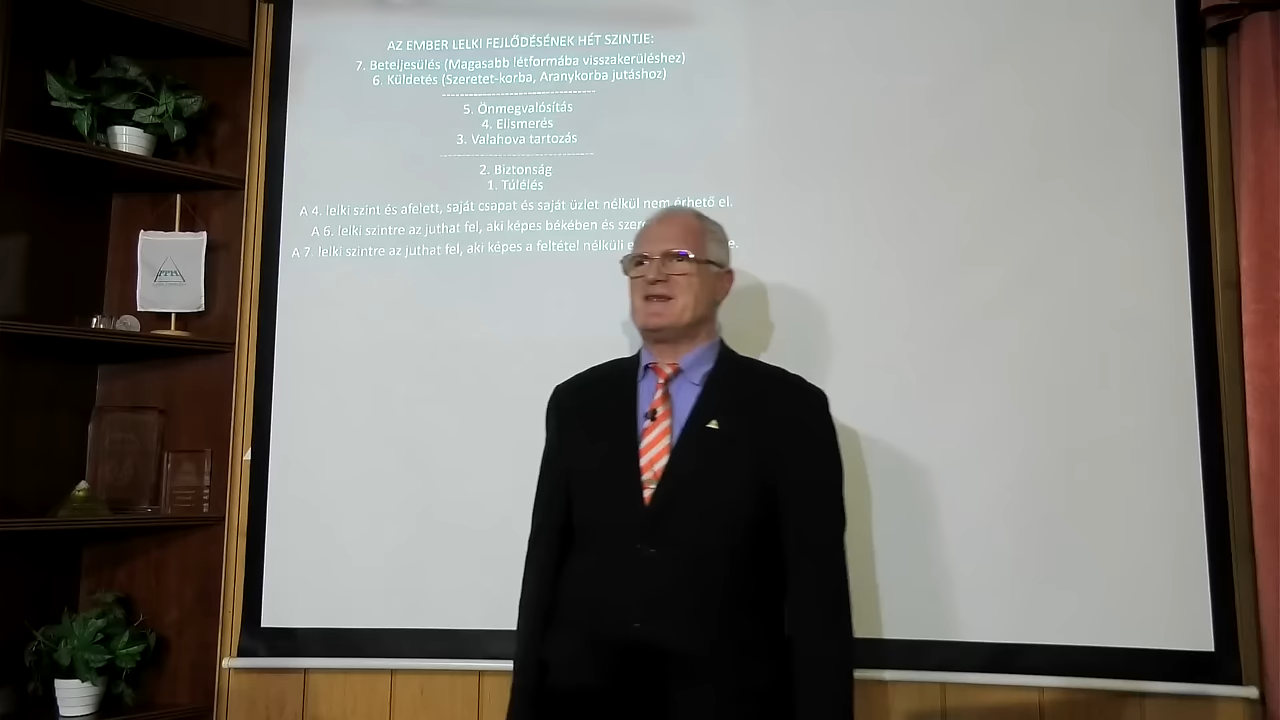 AZ EMBER LELKI FEJLŐDÉSÉNEK HÉT SZINTJE:
7. Beteljesülés (Magasabb létformába visszakerüléshez)
6. Küldetés (Szeretet-korba, Aranykorba jutáshoz)
5. Önmegvalósítás
4. Elismerés
3. Valahova tartozás
2. Biztonság
1. Túlélés
A 4. lelki szint és afelett, saját csapat és saját üzlet nélkül nem érhető el.
A 6. lelki szintre az juthat fel, aki képes békében és
A 7. lelki szintre az juthat fel, aki képes a feltétel nélküli